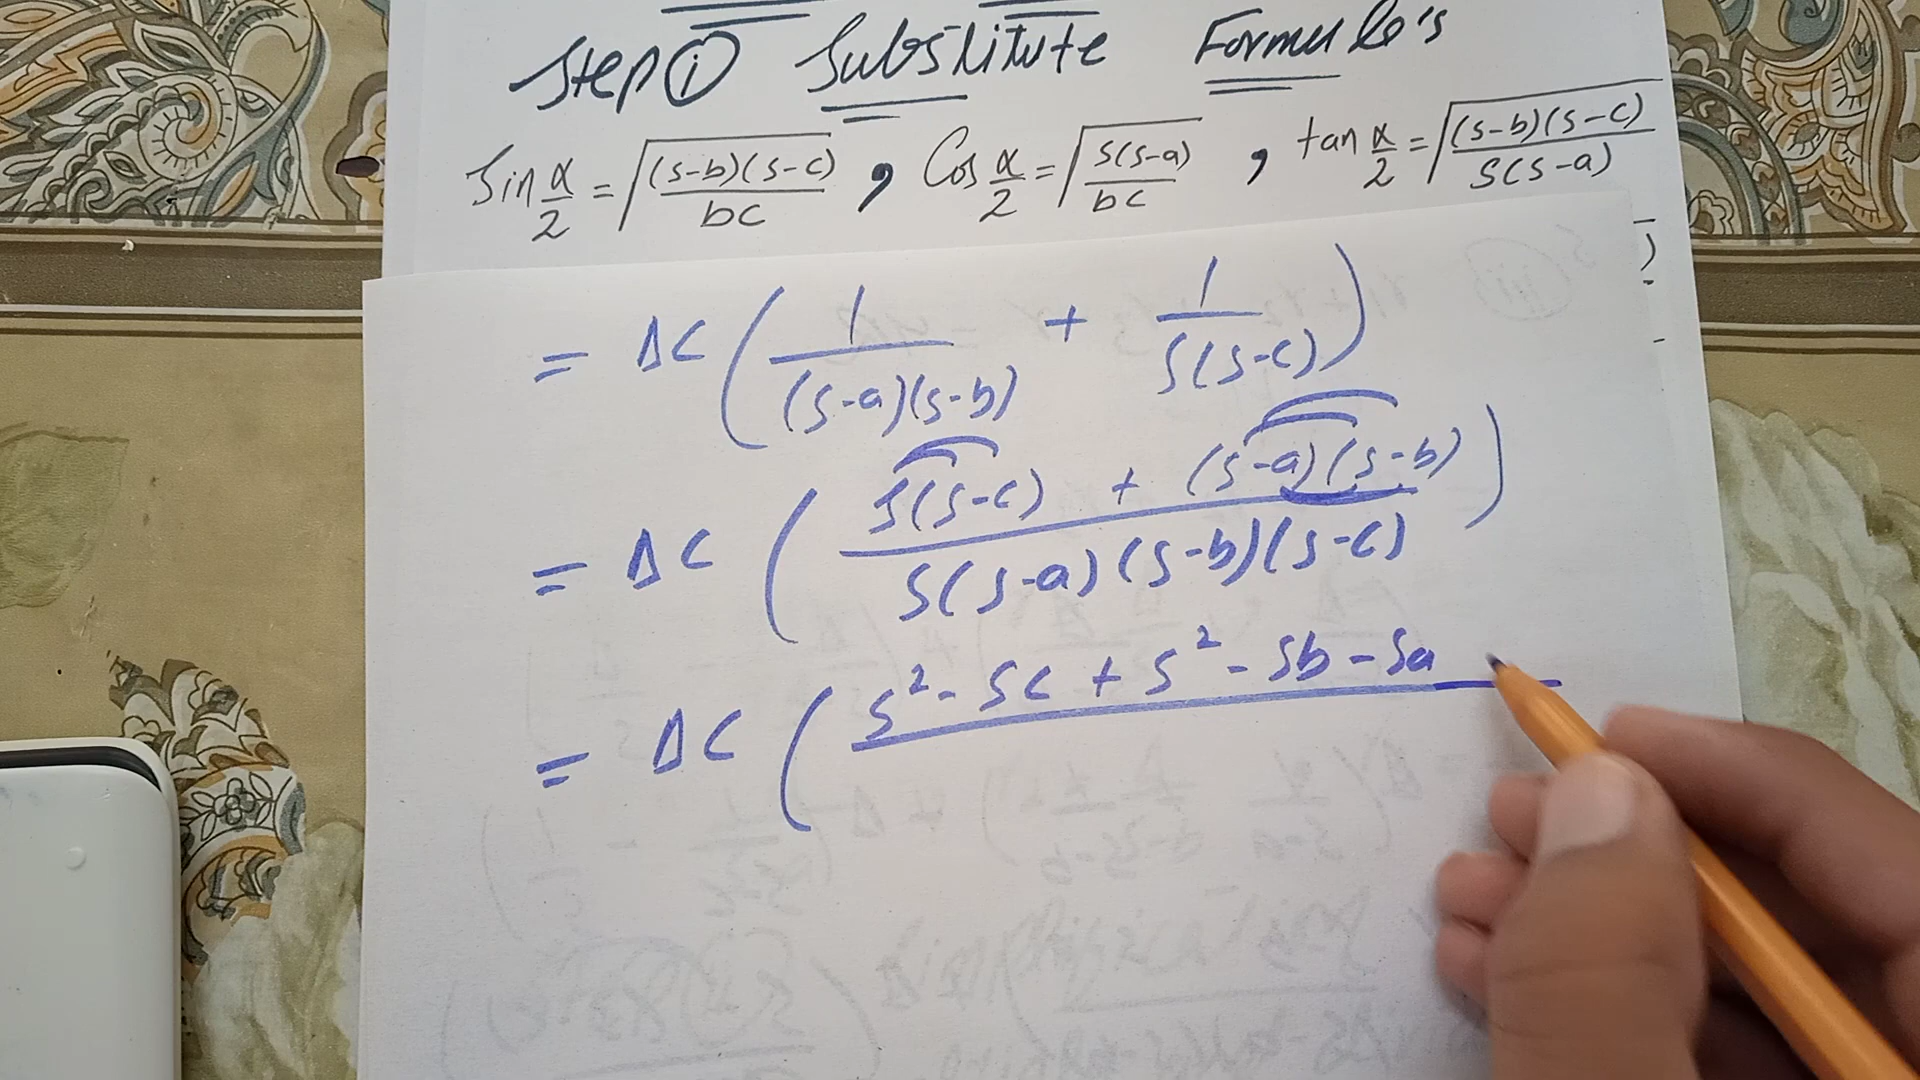 Step ① Substitute Formule's
Sin α/2 = √((s-b)(s-c)/bc) , Cos α/2 = √(s(s-a)/bc) , tan α/2 = √((s-b)(s-c)/s(s-a))
= ΔC (1/((s-a)(s-b)) + 1/(s(s-c)))
= ΔC ((s(s-c) + (s-a)(s-b))/(s(s-a)(s-b)(s-c)))
= ΔC (s² - sc + s² - sb - sa